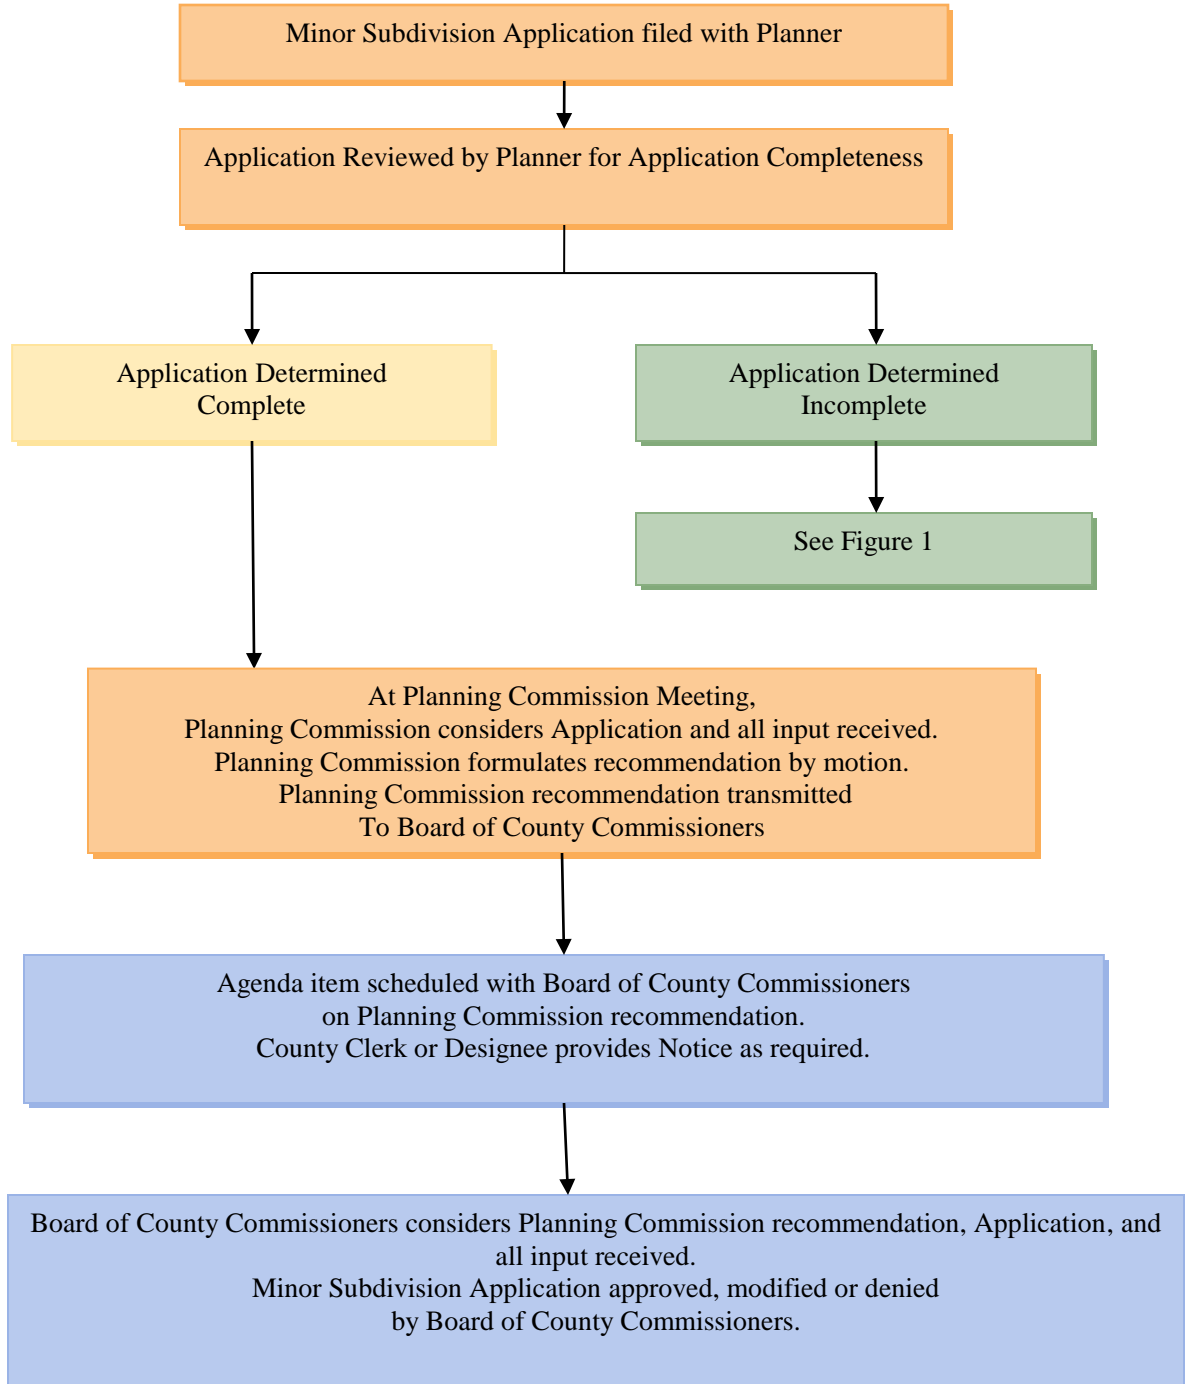 Minor Subdivision Application filed with Planner
Application Reviewed by Planner for Application Completeness
Application Determined
Complete
Application Determined
Incomplete
See Figure 1
At Planning Commission Meeting,
Planning Commission considers Application and all input received.
Planning Commission formulates recommendation by motion.
Planning Commission recommendation transmitted
To Board of County Commissioners
Agenda item scheduled with Board of County Commissioners
on Planning Commission recommendation.
County Clerk or Designee provides Notice as required.
Board of County Commissioners considers Planning Commission recommendation, Application, and
all input received.
Minor Subdivision Application approved, modified or denied
by Board of County Commissioners.